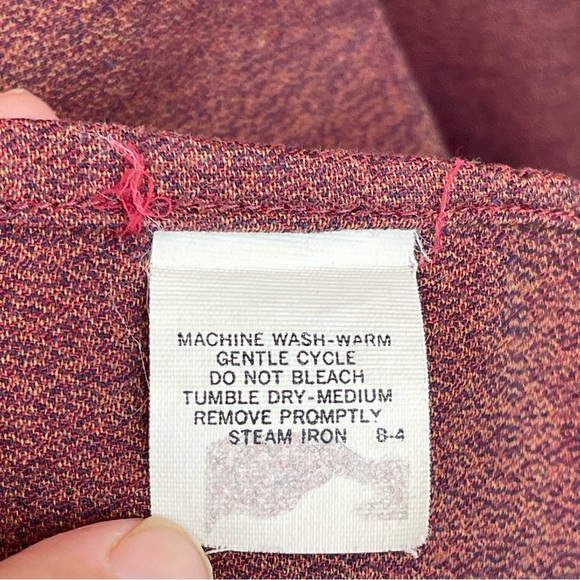 MACHINE WASH-WARM
GENTLE CYCLE
DO NOT BLEACH
TUMBLE DRY-MEDIUM
REMOVE PROMPTLY
STEAM IRON 8-4